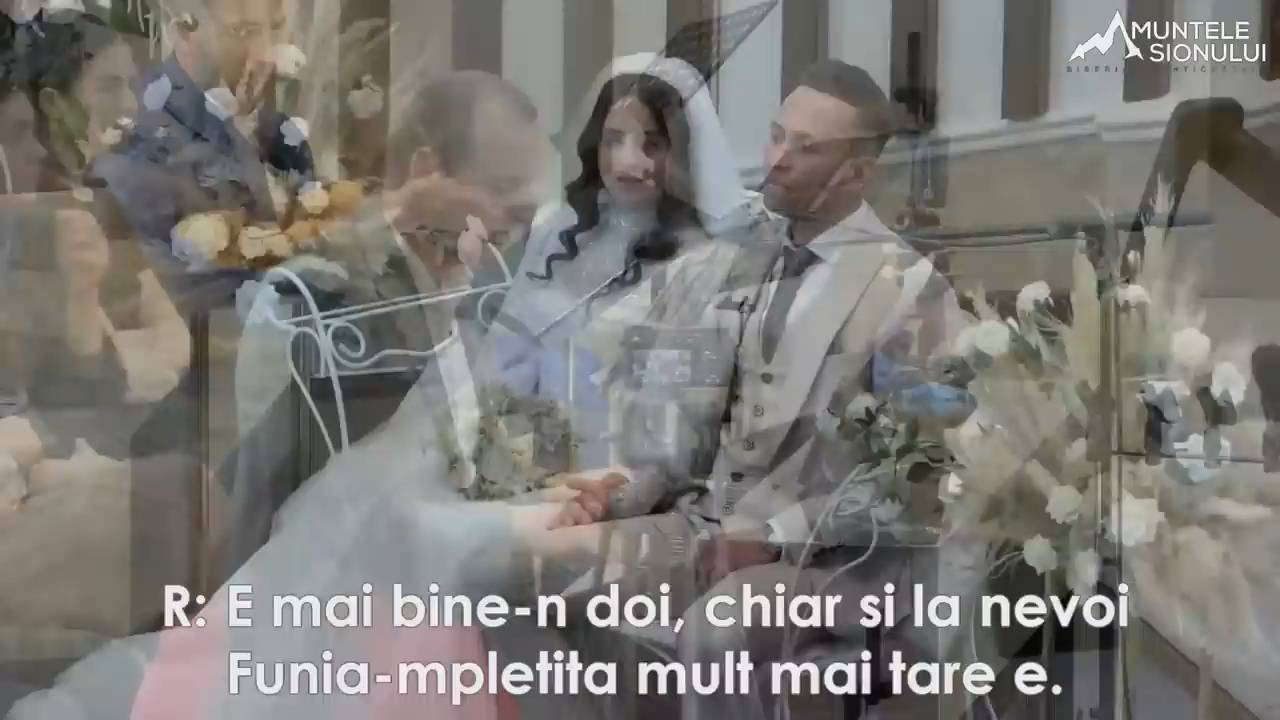 MUNTELE
SIONULUI
R: E mai bine-n doi, chiar si la nevoi
Funia-mpletita mult mai tare e.